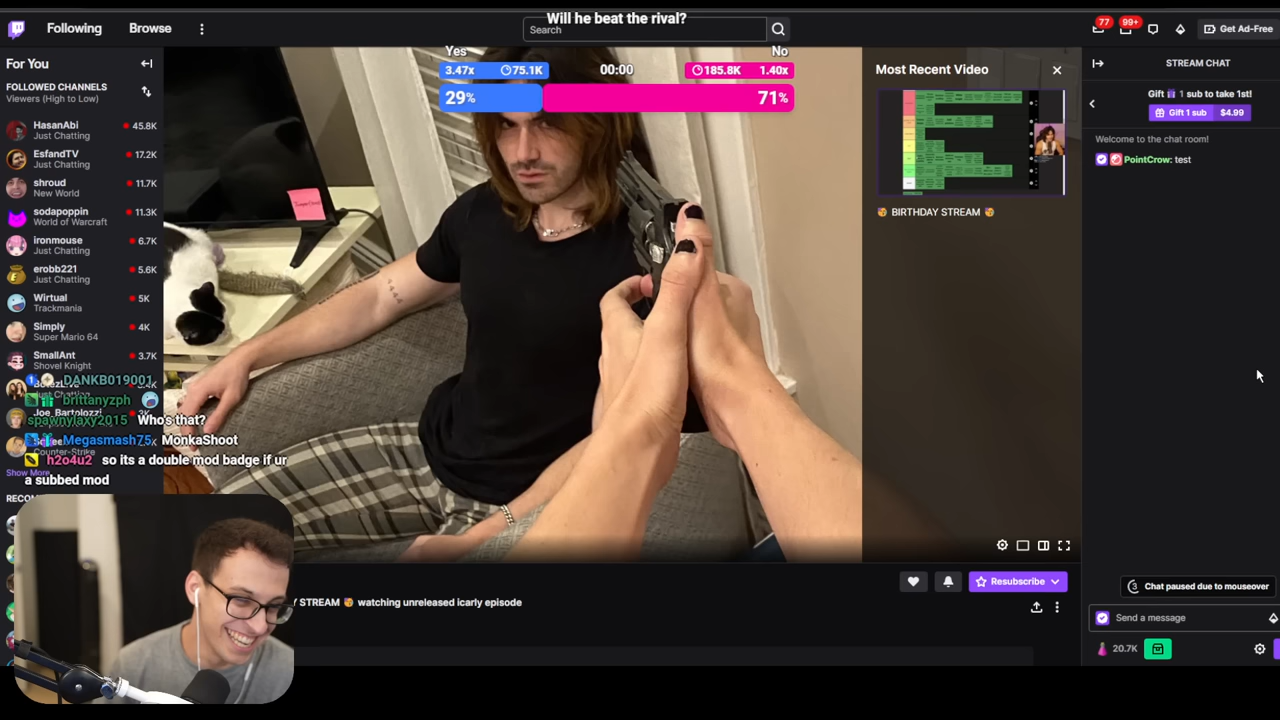 Will he beat the rival?
Following
Browse
Search
77
99+
Get Ad-Free
Yes
No
3.47x
75.1K
00:00
185.8K
1.40x
29%
71%
For You
FOLLOWED CHANNELS
Viewers (High to Low)
HasanAbi
45.8K
Just Chatting
EsfandTV
17.2K
Just Chatting
shroud
11.7K
New World
sodapoppin
11.3K
World of Warcraft
ironmouse
6.7K
Just Chatting
erobb221
5.6K
Just Chatting
Wirtual
5K
Trackmania
Simply
4K
Super Mario 64
SmallAnt
3.7K
Shovel Knight
DANKB019001
brittanyzph
spawnylaxy2015 Who's that?
Megasmash75 MonkaShoot
h2o4u2 so its a double mod badge if ur
a subbed mod
Joe_Bartolozzi
Counter-Strike
Show More
Most Recent Video
BIRTHDAY STREAM
STREAM CHAT
Gift 1 sub to take 1st!
Gift 1 sub
$4.99
Welcome to the chat room!
PointCrow: test
Resubscribe
STREAM watching unreleased icarly episode
Chat paused due to mouseover
Send a message
20.7K